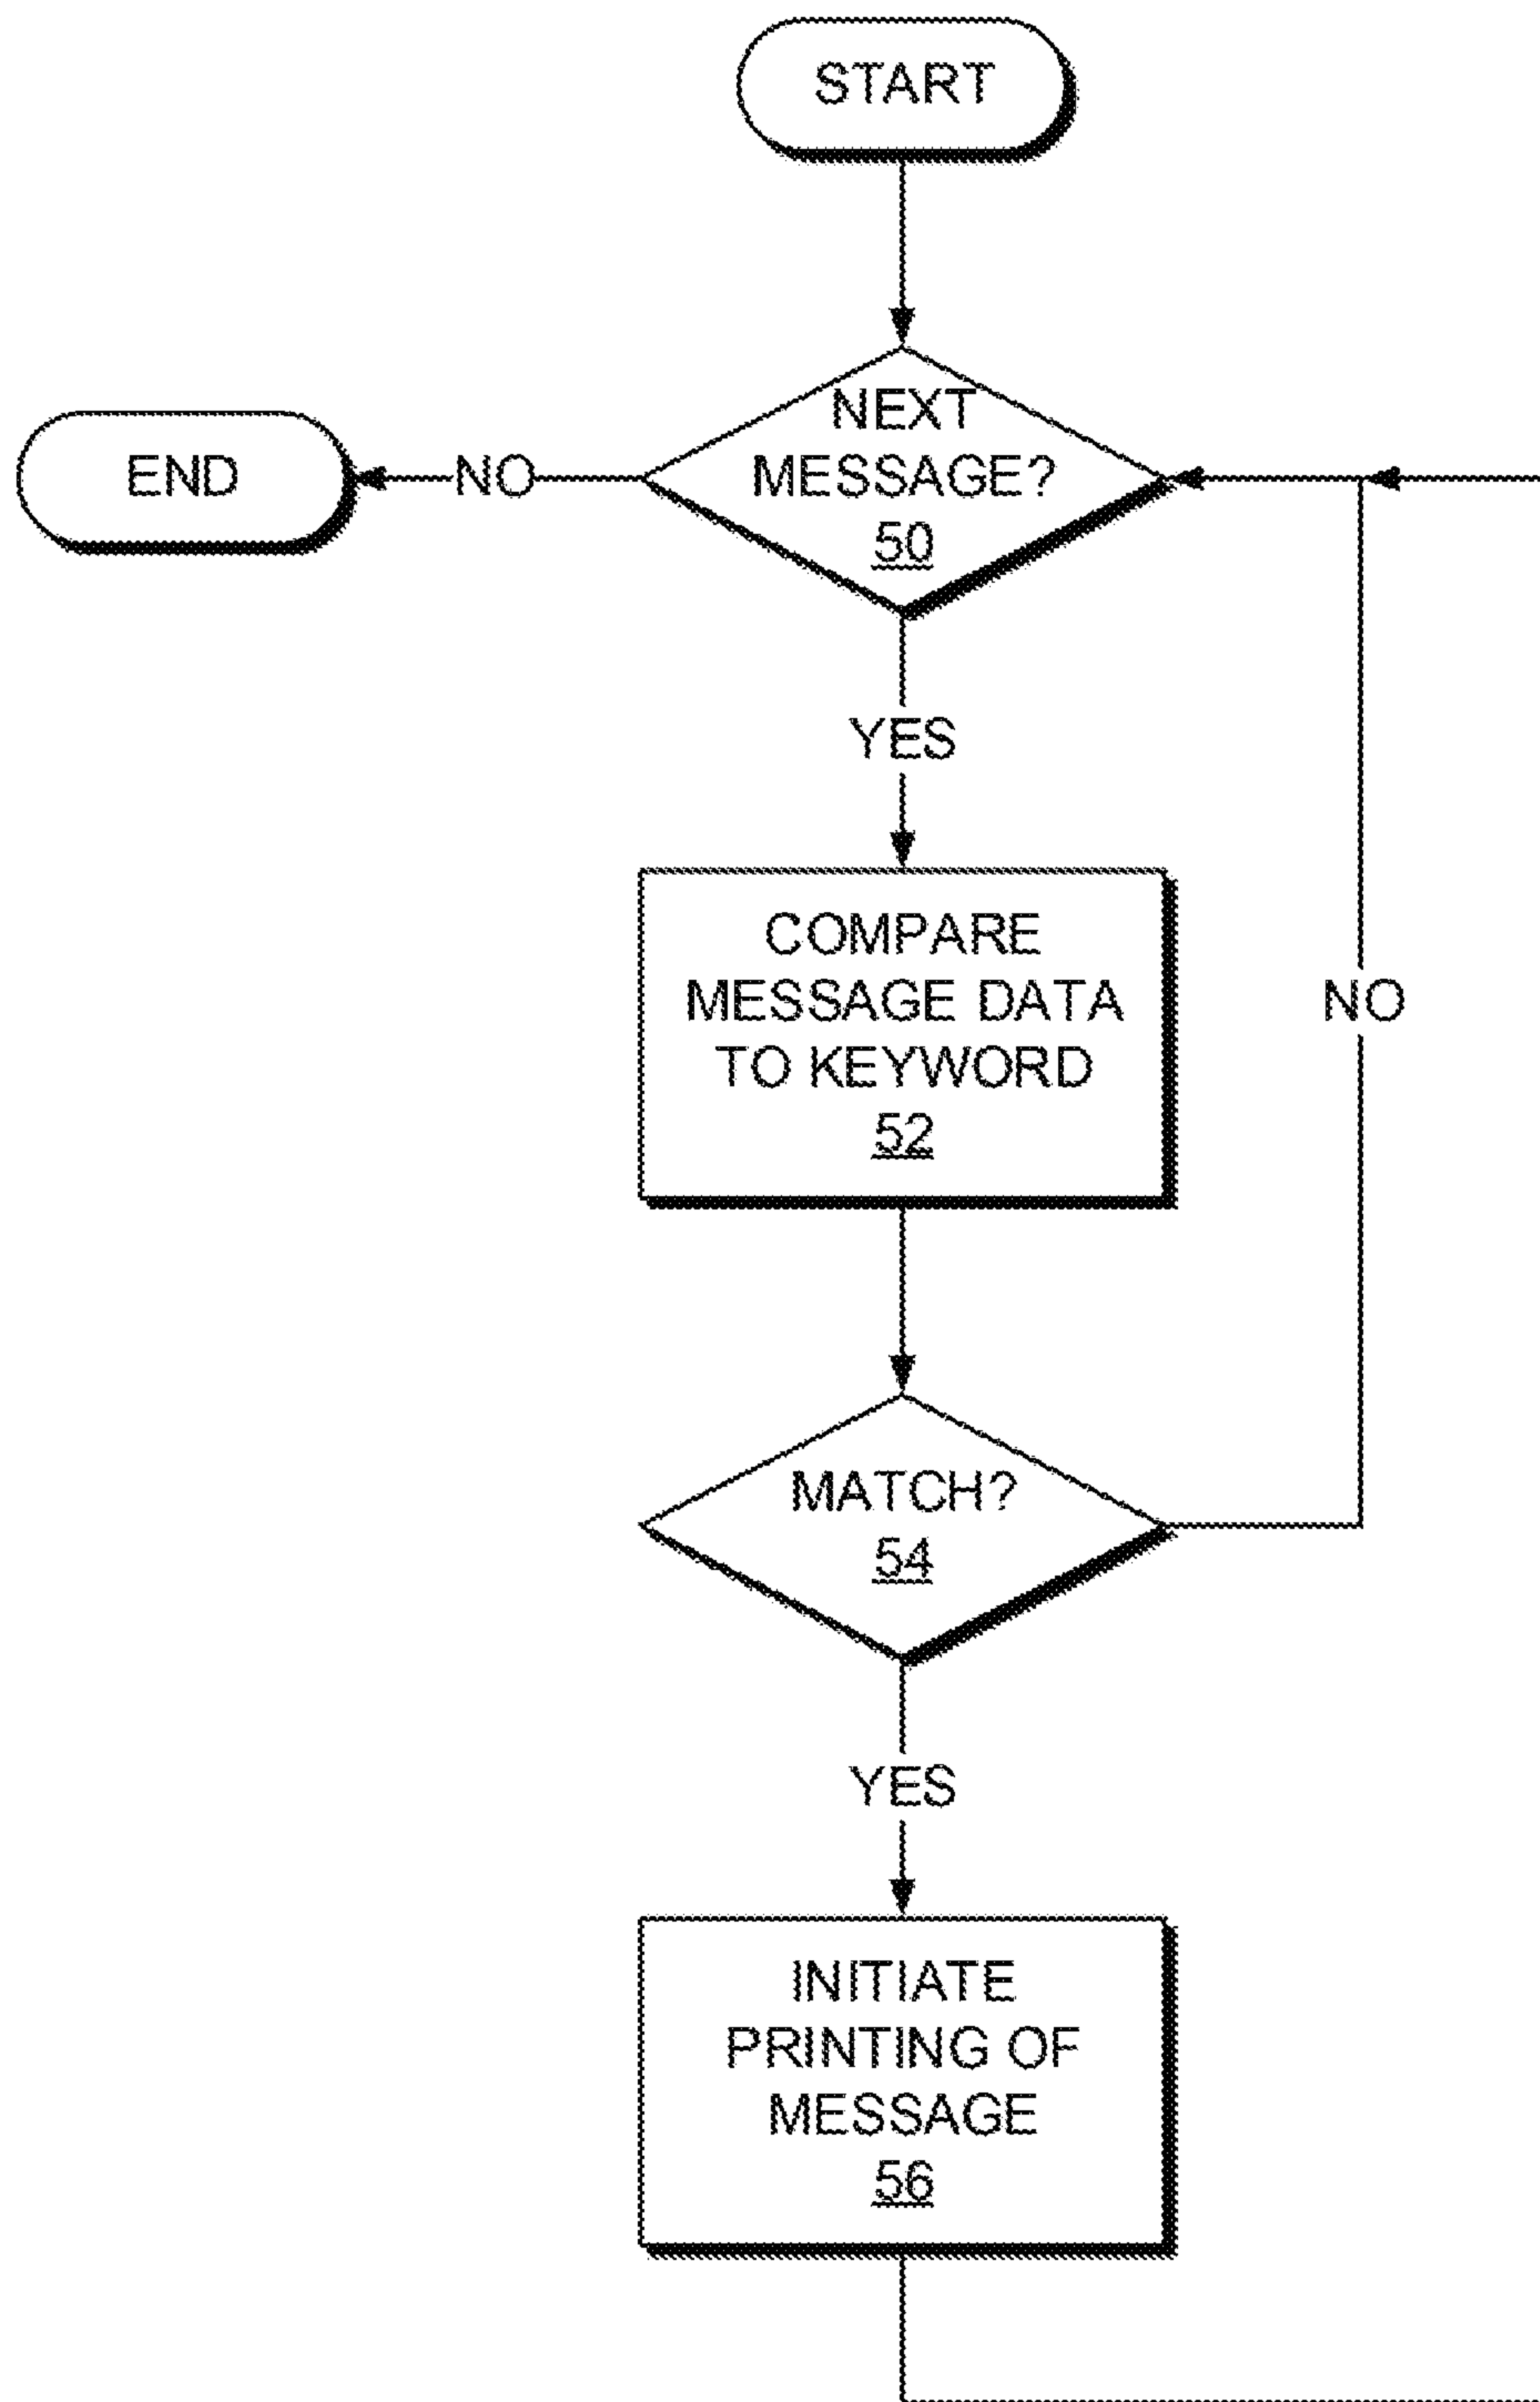 START
NEXT
MESSAGE?
50
END
NO
YES
COMPARE
MESSAGE DATA
TO KEYWORD
52
NO
MATCH?
54
YES
INITIATE
PRINTING OF
MESSAGE
56